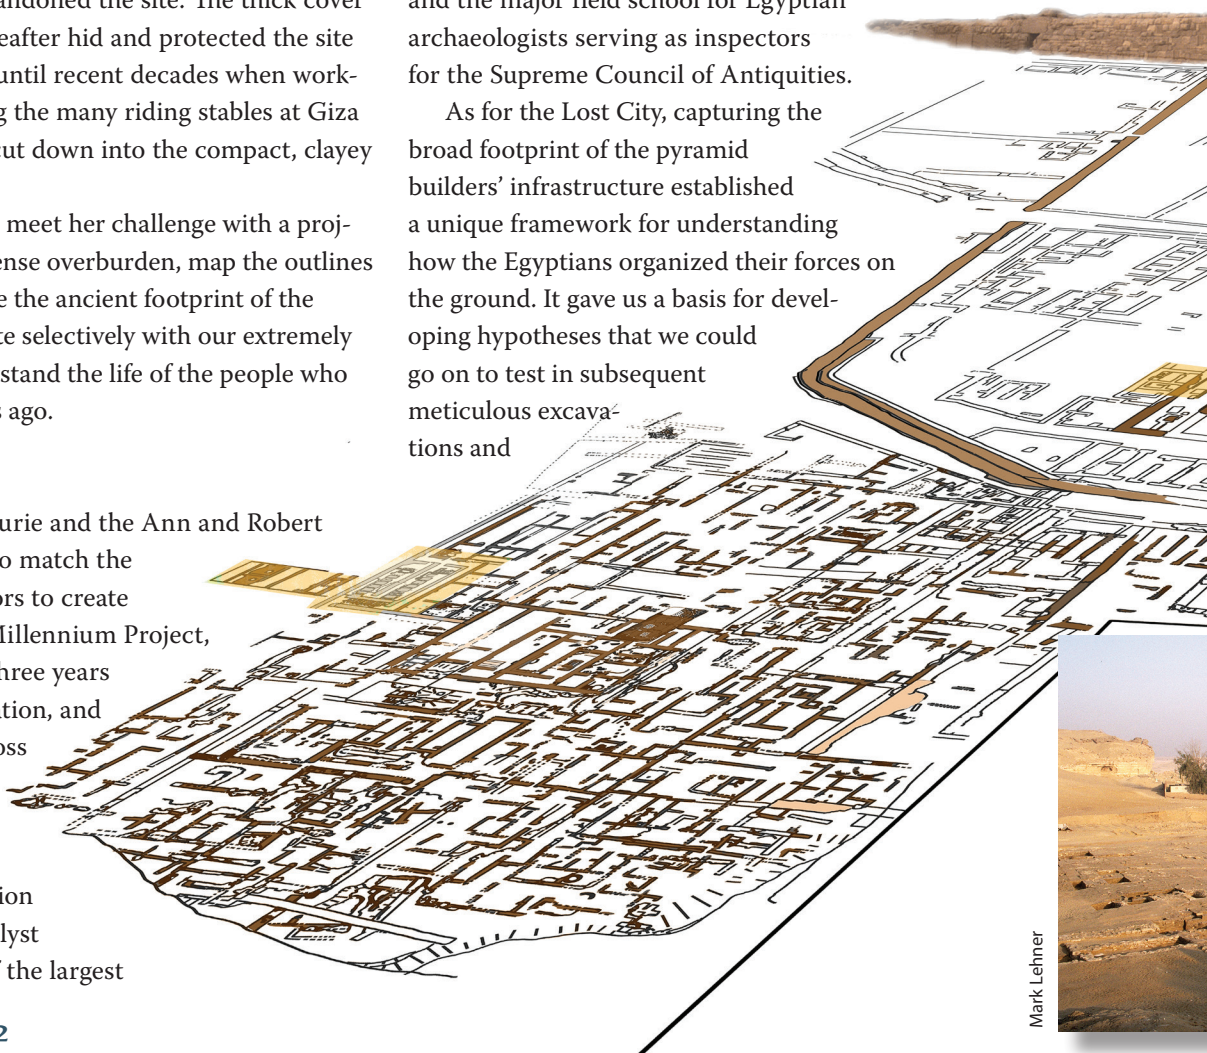 andoned the site. The thick cover
eafter hid and protected the site
until recent decades when work-
g the many riding stables at Giza
cut down into the compact, clayey
meet her challenge with a proj-
ense overburden, map the outlines
e the ancient footprint of the
te selectively with our extremely
stand the life of the people who
s ago.
urie and the Ann and Robert
o match the
ors to create
Millennium Project,
hree years
ation, and
oss
ion
lyst
f the largest
2
and the major field school for Egyptian
archaeologists serving as inspectors
for the Supreme Council of Antiquities.
As for the Lost City, capturing the
broad footprint of the pyramid
builders’ infrastructure established
a unique framework for understanding
how the Egyptians organized their forces on
the ground. It gave us a basis for devel-
oping hypotheses that we could
go on to test in subsequent
meticulous excava-
tions and
Mark Lehner